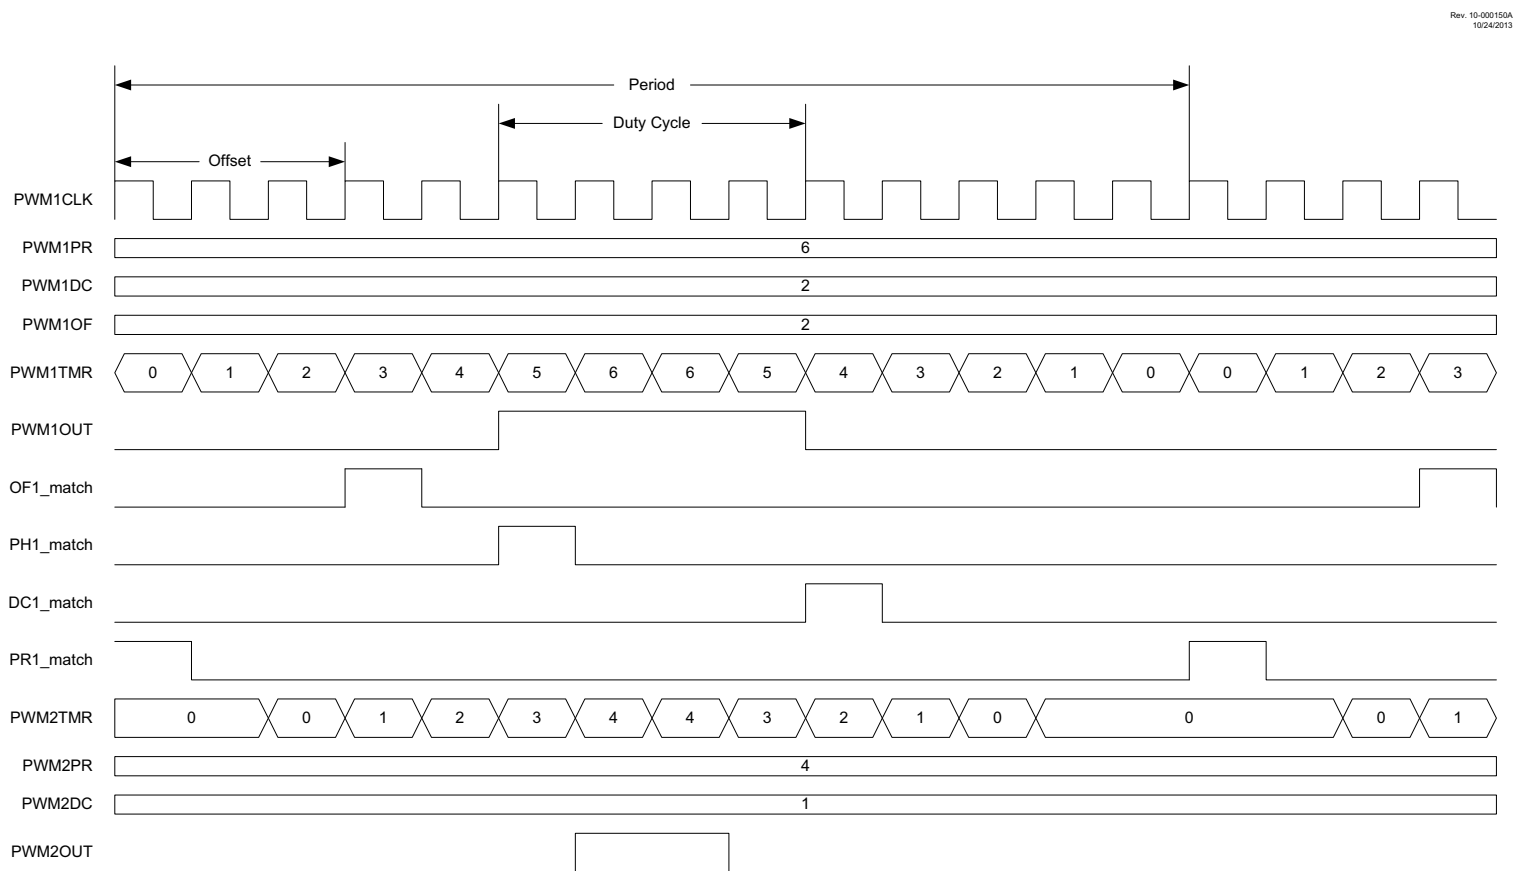 Rev. 10-000150A
10/24/2013
Period
Duty Cycle
Offset
PWM1CLK
PWM1PR 6
PWM1DC 2
PWM1OF 2
PWM1TMR 0 1 2 3 4 5 6 6 5 4 3 2 1 0 0 1 2 3
PWM1OUT
OF1_match
PH1_match
DC1_match
PR1_match
PWM2TMR 0 0 1 2 3 4 4 3 2 1 0 0 0 1
PWM2PR 4
PWM2DC 1
PWM2OUT